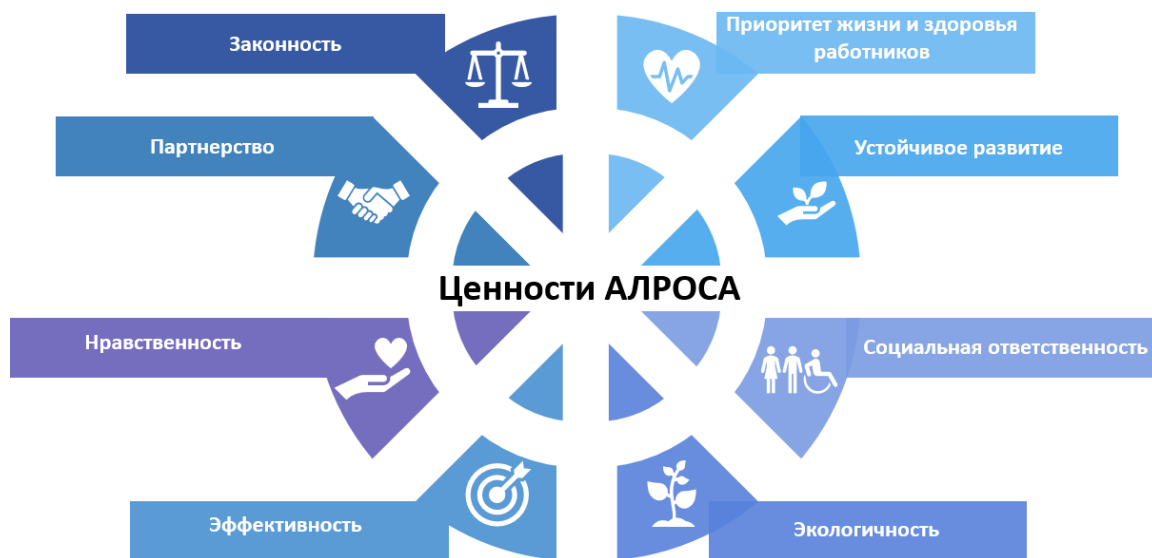 Законность
Приоритет жизни и здоровья
работников
Партнерство
Устойчивое развитие
Ценности АЛРОСА
Нравственность
Социальная ответственность
Эффективность
Экологичность